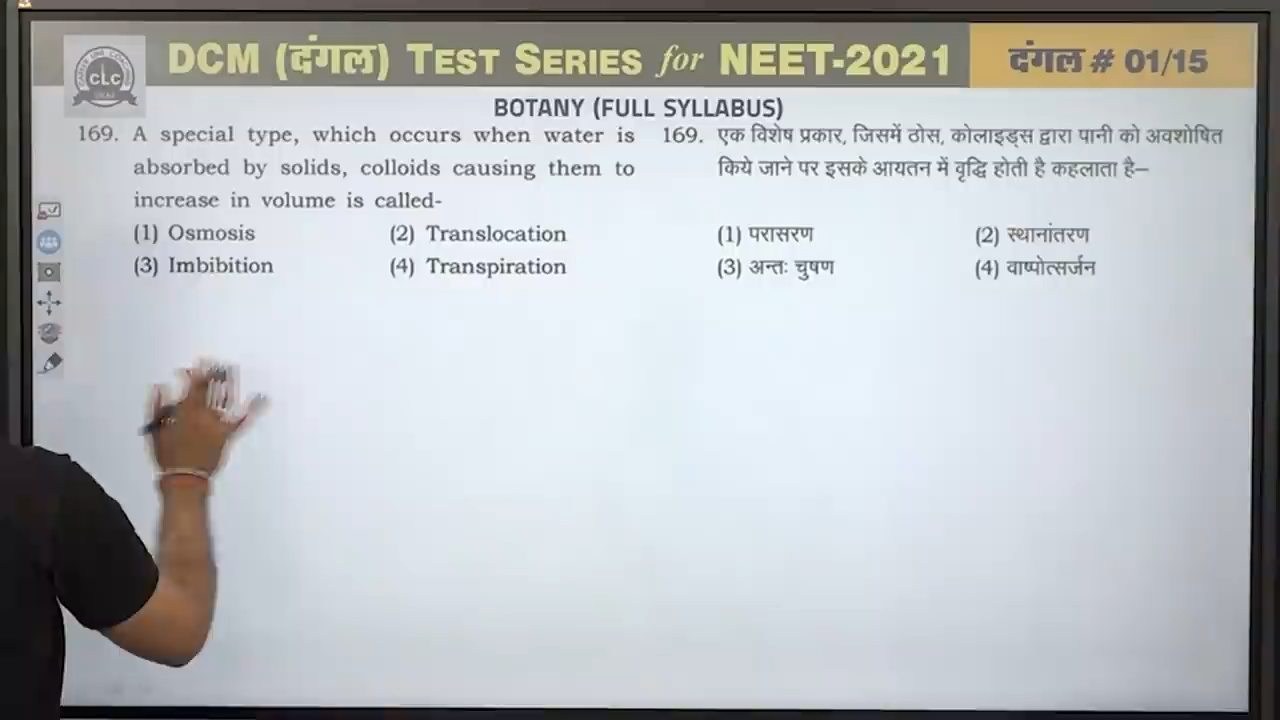 DCM (दंगल) TEST SERIES for NEET-2021
दंगल # 01/15
CLC
BOTANY (FULL SYLLABUS)
169. A special type, which occurs when water is
absorbed by solids, colloids causing them to
increase in volume is called-
(1) Osmosis (2) Translocation
(3) Imbibition (4) Transpiration
169. एक विशेष प्रकार, जिसमें ठोस, कोलाइड्स द्वारा पानी को अवशोषित
किये जाने पर इसके आयतन में वृद्धि होती है कहलाता है–
(1) परासरण (2) स्थानांतरण
(3) अन्तः चुषण (4) वाष्पोत्सर्जन